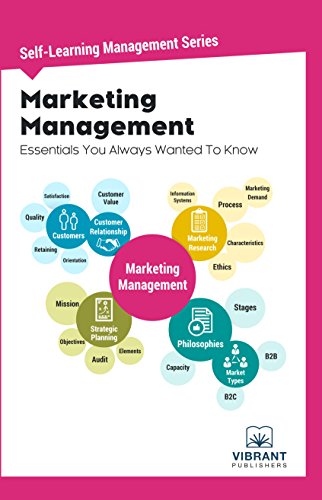 Self-Learning Management Series
Marketing
Management
Essentials You Always Wanted To Know
Satisfaction
Customer
Value
Quality
Customers
Customer
Relationship
Retaining
Orientation
Information
Systems
Marketing
Demand
Process
Marketing
Research
Characteristics
Ethics
Marketing
Management
Mission
Strategic
Planning
Objectives
Audit
Elements
Stages
Philosophies
Capacity
Market
Types
B2B
B2C
VIBRANT
PUBLISHERS